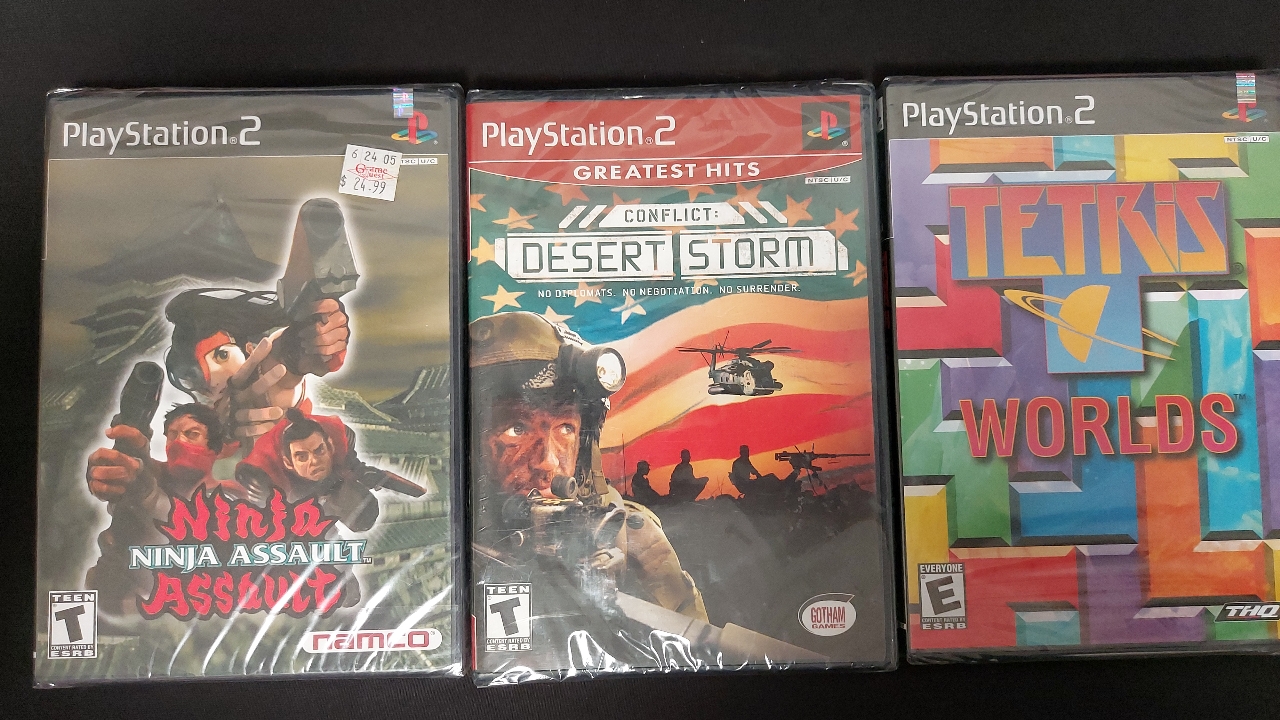 PlayStation®2
NTSC U/C
6 24 05
Game
Quest
$ 24.99
Ninja
NINJA ASSAULT™
Assault
TEEN
T
CONTENT RATED BY
ESRB
namco®
PlayStation®2
GREATEST HITS
NTSC U/C
CONFLICT:
DESERT STORM
NO DIPLOMATS. NO NEGOTIATION. NO SURRENDER.
TEEN
T
CONTENT RATED BY
ESRB
GOTHAM
GAMES
PlayStation®2
NTSC U/C
TETRIS®
WORLDS™
EVERYONE
E
CONTENT RATED BY
ESRB
THQ